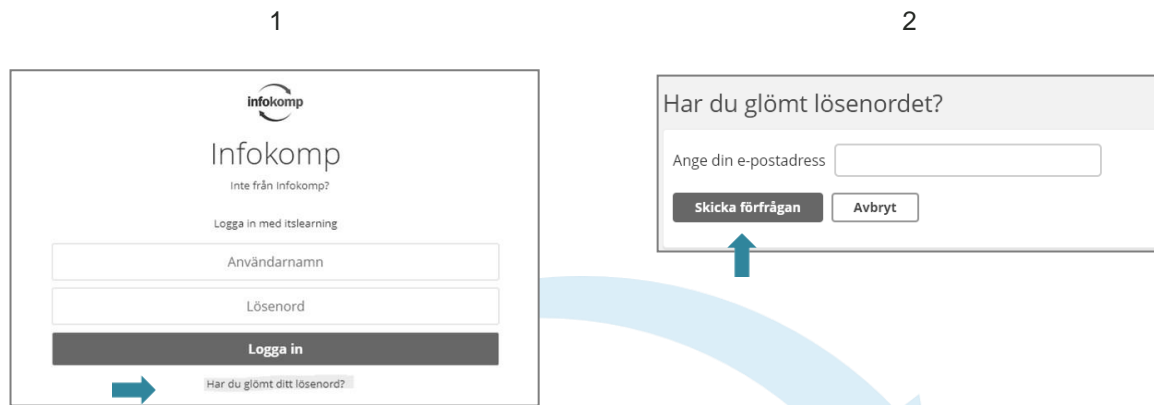 1
infokomp
Infokomp
Inte från Infokomp?
Logga in med itslearning
Användarnamn
Lösenord
Logga in
Har du glömt ditt lösenord?
2
Har du glömt lösenordet?
Ange din e-postadress
Skicka förfrågan Avbryt